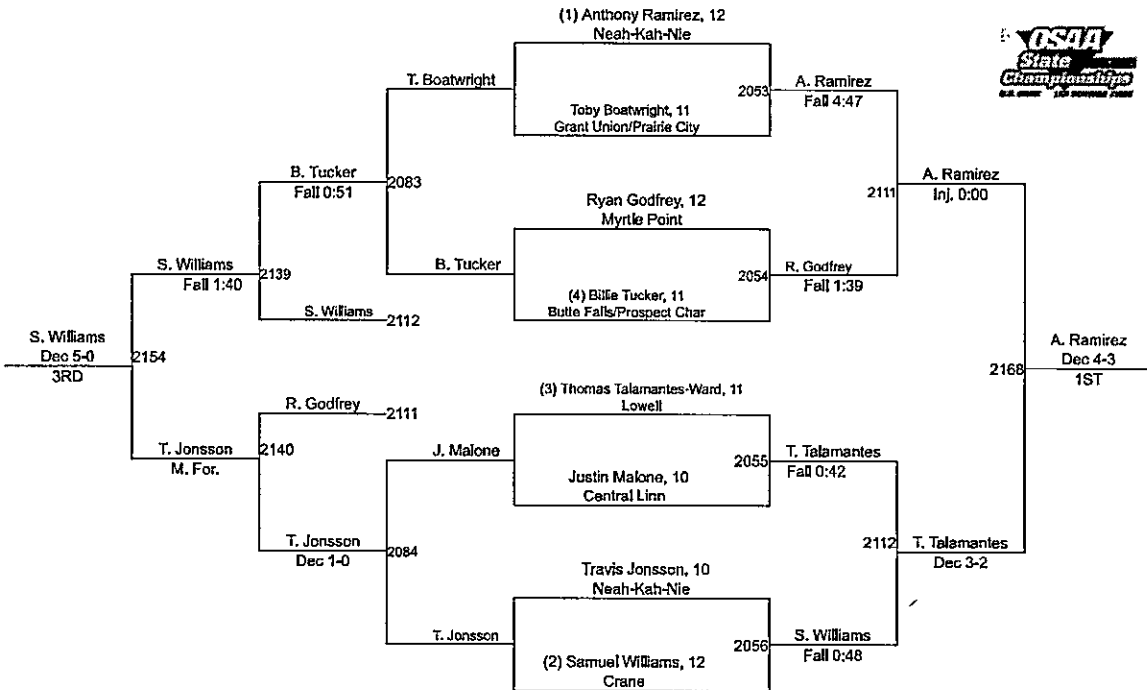 (1) Anthony Ramirez, 12
Neah-Kah-Nie
OSAA
State
Championships
T. Boatwright
2053
A. Ramirez
Fall 4:47
Toby Boatwright, 11
Grant Union/Prairie City
B. Tucker
Fall 0:51
2083
2111
A. Ramirez
Inj. 0:00
Ryan Godfrey, 12
Myrtle Point
S. Williams
Fall 1:40
2139
B. Tucker
2054
R. Godfrey
Fall 1:39
(4) Billie Tucker, 11
Butte Falls/Prospect Char
S. Williams
2112
S. Williams
Dec 5-0
3RD
2154
2168
A. Ramirez
Dec 4-3
1ST
R. Godfrey
2111
(3) Thomas Talamantes-Ward, 11
Lowell
T. Jonsson
M. For.
2140
J. Malone
2055
T. Talamantes
Fall 0:42
Justin Malone, 10
Central Linn
T. Jonsson
Dec 1-0
2084
2112
T. Talamantes
Dec 3-2
Travis Jonsson, 10
Neah-Kah-Nie
T. Jonsson
2056
S. Williams
Fall 0:48
(2) Samuel Williams, 12
Crane